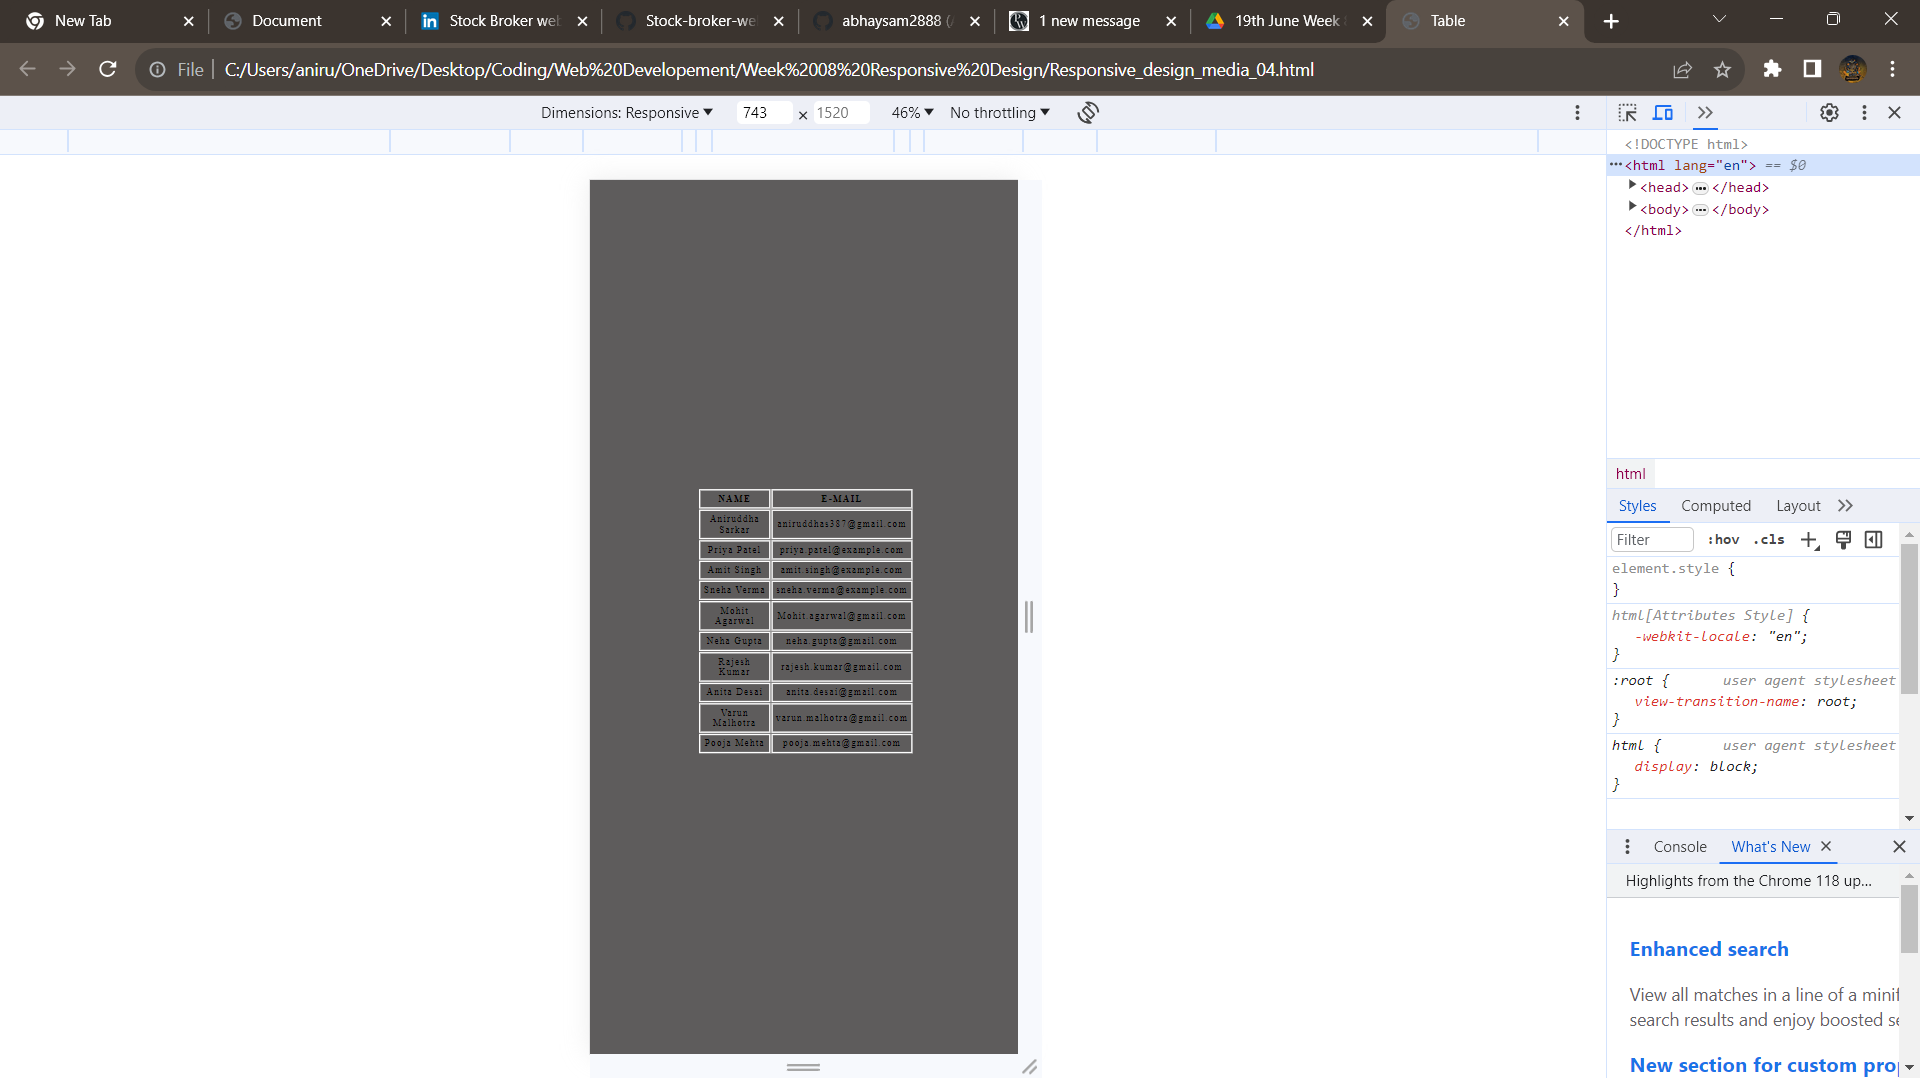 New Tab
Document
Stock Broker we
Stock-broker-we
abhaysam2888 (
1 new message
19th June Week
Table
File
C:/Users/aniru/OneDrive/Desktop/Coding/Web%20Developement/Week%2008%20Responsive%20Design/Responsive_design_media_04.html
Dimensions: Responsive
743 × 1520
46%
No throttling
<!DOCTYPE html>
<html lang="en"> == $0
<head> </head>
<body> </body>
</html>
NAME E-MAIL
Aniruddha Sarkar aniruddhas387@gmail.com
Priya Patel priya.patel@example.com
Amit Singh amit.singh@example.com
Sneha Verma sneha.verma@example.com
Mohit Agarwal Mohit.agarwal@gmail.com
Neha Gupta neha.gupta@gmail.com
Rajesh Kumar rajesh.kumar@gmail.com
Anita Desai anita.desai@gmail.com
Varun Malhotra varun.malhotra@gmail.com
Pooja Mehta pooja.mehta@gmail.com
html
Styles Computed Layout
Filter :hov .cls
element.style {
}
html[Attributes Style] {
-webkit-locale: "en";
}
:root { user agent stylesheet
view-transition-name: root;
}
html { user agent stylesheet
display: block;
}
Console What's New
Highlights from the Chrome 118 up...
Enhanced search
View all matches in a line of a minif
search results and enjoy boosted se
New section for custom pro